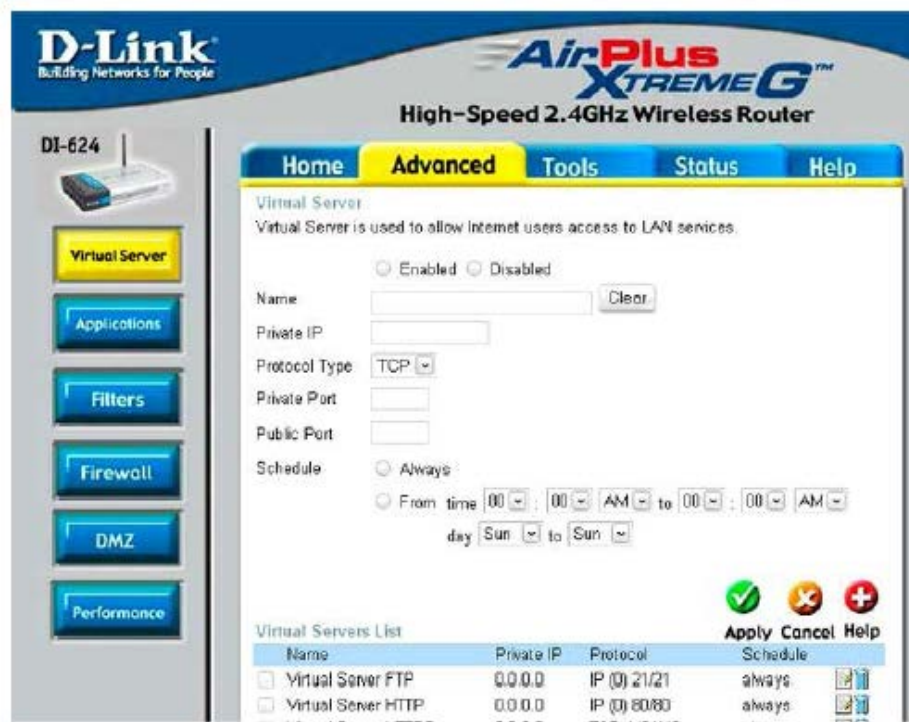 D-Link
Building Networks for People
AirPlus
XTREME G™
High-Speed 2.4GHz Wireless Router
DI-624
Home Advanced Tools Status Help
Virtual Server
Virtual Server is used to allow Internet users access to LAN services.
Virtual Server
Enabled Disabled
Name Clear
Applications
Private IP
Protocol Type TCP
Filters
Private Port
Public Port
Firewall
Schedule Always
From time 00 : 00 AM to 00 : 00 AM
day Sun to Sun
DMZ
Performance
Apply Cancel Help
Virtual Servers List
Name Private IP Protocol Schedule
Virtual Server FTP 0.0.0.0 IP (0) 21/21 always
Virtual Server HTTP 0.0.0.0 IP (0) 80/80 always